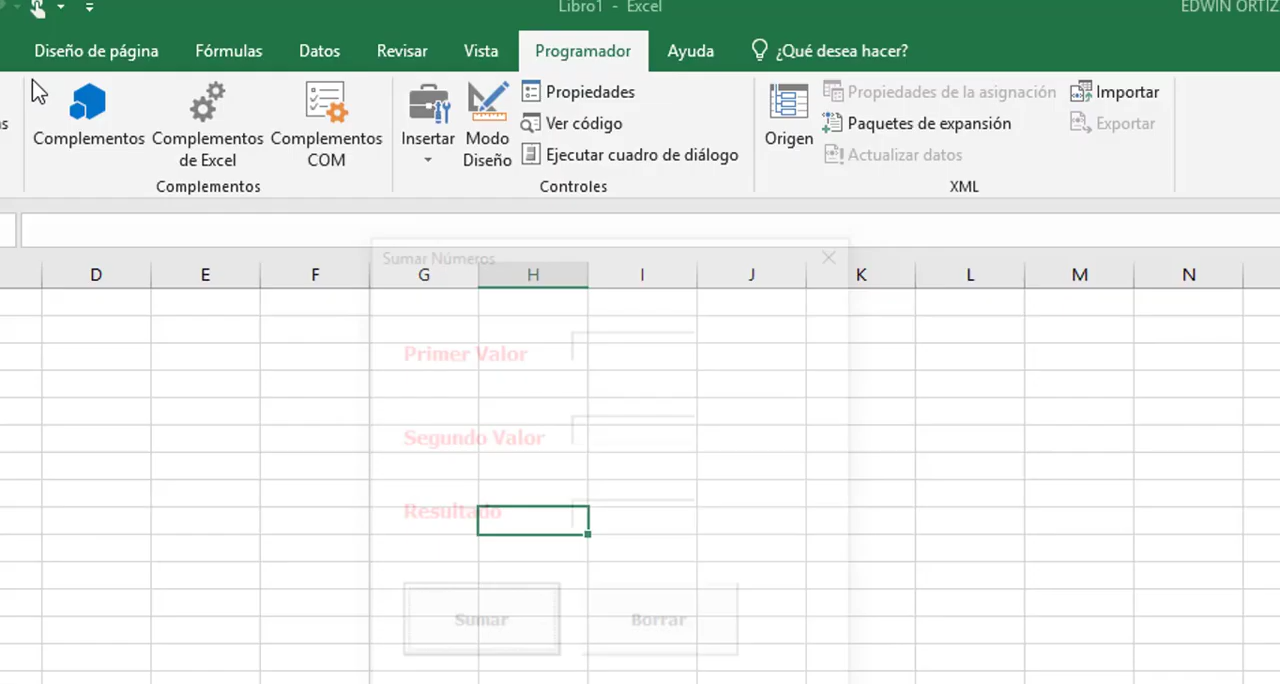 Libro1 - Excel
EDWIN ORTIZ
Diseño de página Fórmulas Datos Revisar Vista Programador Ayuda ¿Qué desea hacer?
Complementos
Complementos de Excel
Complementos COM
Complementos
Insertar
Modo Diseño
Propiedades
Ver código
Ejecutar cuadro de diálogo
Controles
Origen
Propiedades de la asignación
Paquetes de expansión
Actualizar datos
Importar
Exportar
XML
D E F G H I J K L M N
Sumar Números
Primer Valor
Segundo Valor
Resultado
Sumar Borrar